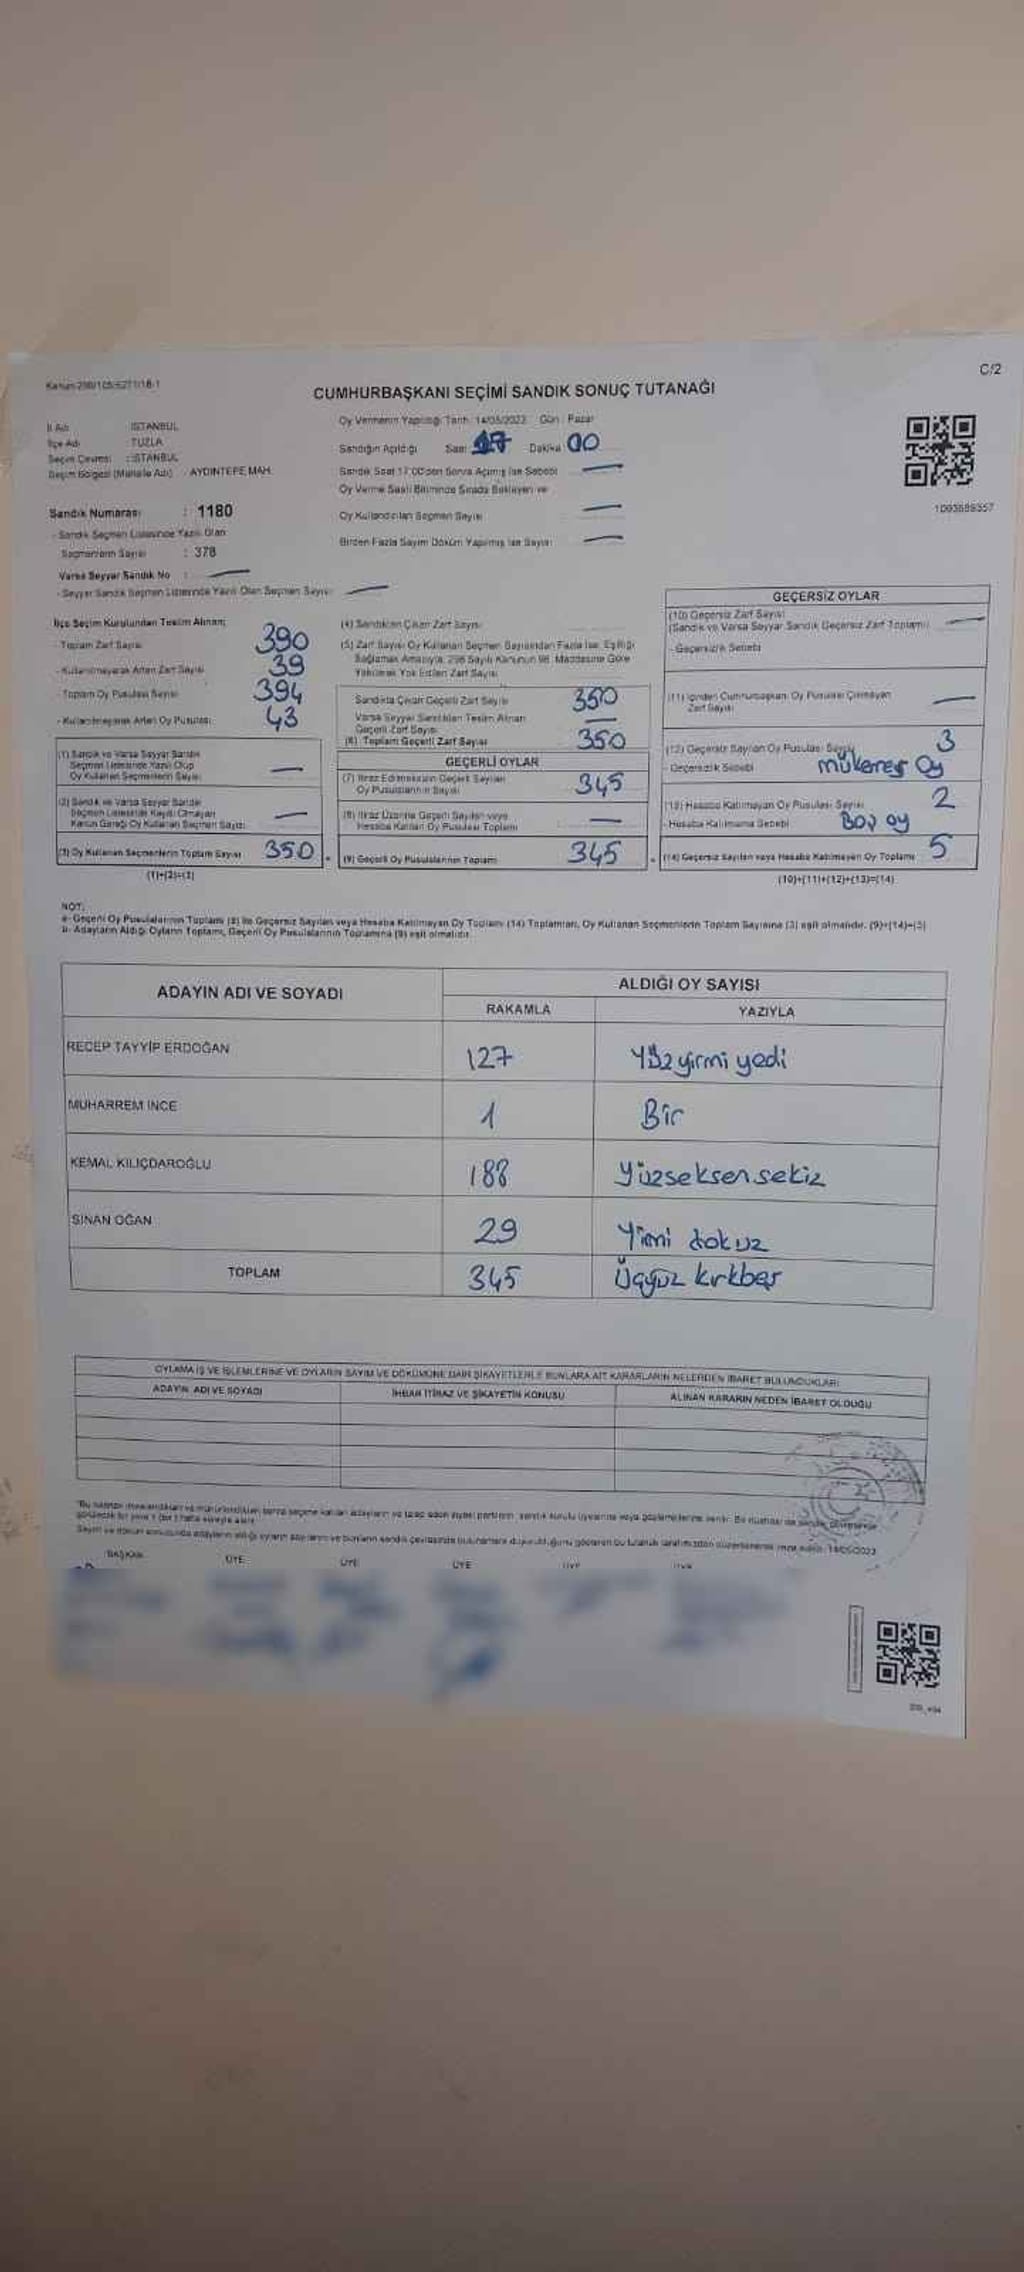 C/2
CUMHURBAŞKANI SEÇİMİ SANDIK SONUÇ TUTANAĞI
İl Adı : İSTANBUL
İlçe Adı : TUZLA
Seçim Çevresi : İSTANBUL
Seçim Bölgesi (Mahalle Adı) : AYDINTEPE MAH.
Oy Vermenin Yapıldığı Tarih: 14/05/2023 Gün: Pazar
Sandığın Açıldığı Saat 17 Dakika 00
Sandık Saat 17:00'den Sonra Açılmış İse Sebebi
Oy Verme Saati Bitiminde Sırada Bekleyen ve
Oy Kullandırılan Seçmen Sayısı
Birden Fazla Sayım Döküm Yapılmış İse Sayısı:
Sandık Numarası : 1180
- Sandık Seçmen Listesinde Yazılı Olan
Seçmenlerin Sayısı : 378
Varsa Seyyar Sandık No :
- Seyyar Sandık Seçmen Listesinde Yazılı Olan Seçmen Sayısı:
İlçe Seçim Kurulundan Teslim Alınan;
- Toplam Zarf Sayısı 390
- Kullanılmayarak Artan Zarf Sayısı 39
- Toplam Oy Pusulası Sayısı 394
- Kullanılmayarak Artan Oy Pusulası 43
(1) Sandık ve Varsa Seyyar Sandık
Seçmen Listesinde Yazılı Olup
Oy Kullanan Seçmenlerin Sayısı
(2) Sandık ve Varsa Seyyar Sandık
Seçmen Listesinde Kaydı Olmayan
Kanun Gereği Oy Kullanan Seçmen Sayısı
(3) Oy Kullanan Seçmenlerin Toplam Sayısı 350
(1)+(2)=(3)
(4) Sandıktan Çıkan Zarf Sayısı
(5) Zarf Sayısı Oy Kullanan Seçmen Sayısından Fazla İse, Eşitliği
Sağlamak Amacıyla, 298 Sayılı Kanunun 98. Maddesine Göre
Yakılarak Yok Edilen Zarf Sayısı
Sandıkta Çıkan Geçerli Zarf Sayısı 350
Varsa Seyyar Sandıktan Teslim Alınan
Geçerli Zarf Sayısı
(6) Toplam Geçerli Zarf Sayısı 350
GEÇERLİ OYLAR
(7) İtiraz Edilmeksizin Geçerli Sayılan
Oy Pusulalarının Sayısı 345
(8) İtiraz Üzerine Geçerli Sayılan veya
Hesaba Katılan Oy Pusulası Toplamı
(9) Geçerli Oy Pusulalarının Toplamı 345
GEÇERSİZ OYLAR
(10) Geçersiz Zarf Sayısı
(Sandık ve Varsa Seyyar Sandık Geçersiz Zarf Toplamı)
- Geçersizlik Sebebi
(11) İçinden Cumhurbaşkanı Oy Pusulası Çıkmayan
Zarf Sayısı
(12) Geçersiz Sayılan Oy Pusulası Sayısı 3
- Geçersizlik Sebebi mükerrer Oy
(13) Hesaba Katılmayan Oy Pusulası Sayısı 2
- Hesaba Katılmama Sebebi Boş oy
(14) Geçersiz Sayılan veya Hesaba Katılmayan Oy Toplamı 5
(10)+(11)+(12)+(13)=(14)
NOT:
a- Geçerli Oy Pusulalarının Toplamı (9) ile Geçersiz Sayılan veya Hesaba Katılmayan Oy Toplamı (14) Toplamları, Oy Kullanan Seçmenlerin Toplam Sayısına (3) eşit olmalıdır. (9)+(14)=(3)
b- Adayların Aldığı Oyların Toplamı, Geçerli Oy Pusulalarının Toplamına (9) eşit olmalıdır.
ADAYIN ADI VE SOYADI ALDIĞI OY SAYISI
RAKAMLA YAZIYLA
RECEP TAYYİP ERDOĞAN 127 Yüzyirmi yedi
MUHARREM İNCE 1 Bir
KEMAL KILIÇDAROĞLU 188 Yüzseksen sekiz
SİNAN OĞAN 29 Yirmi dokuz
TOPLAM 345 Üçyüz kırkbeş
OYLAMA İŞ VE İŞLEMLERİNE VE OYLARIN SAYIM VE DÖKÜMÜNE DAİR ŞİKAYETLERLE BUNLARA AİT KARARLARIN NELERDEN İBARET BULUNDUKLARI
ADAYIN ADI VE SOYADI İHBAR İTİRAZ VE ŞİKAYETİN KONUSU ALINAN KARARIN NEDEN İBARET OLDUĞU
BAŞKAN ÜYE ÜYE ÜYE